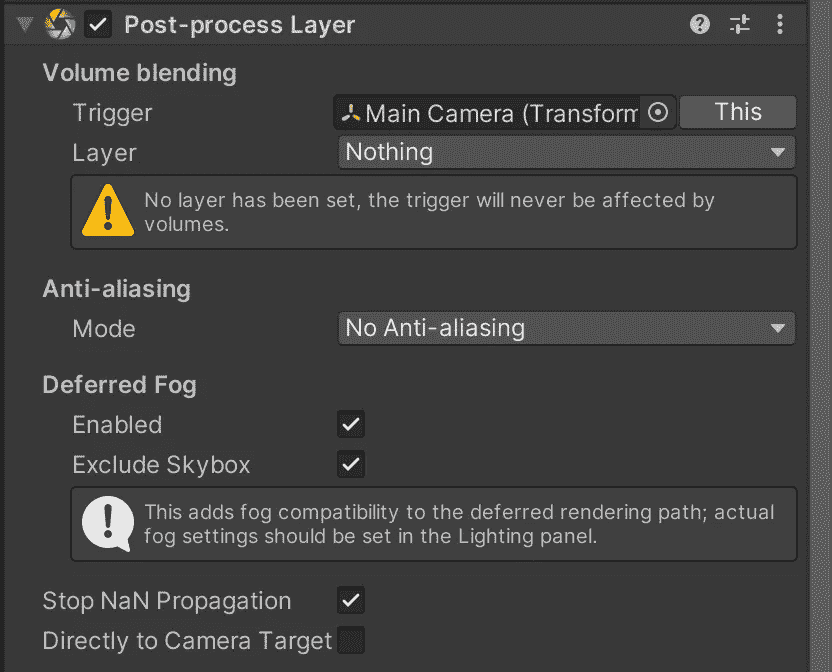 Post-process Layer
Volume blending
Trigger Main Camera (Transform This
Layer Nothing
No layer has been set, the trigger will never be affected by
volumes.
Anti-aliasing
Mode No Anti-aliasing
Deferred Fog
Enabled
Exclude Skybox
This adds fog compatibility to the deferred rendering path; actual
fog settings should be set in the Lighting panel.
Stop NaN Propagation
Directly to Camera Target